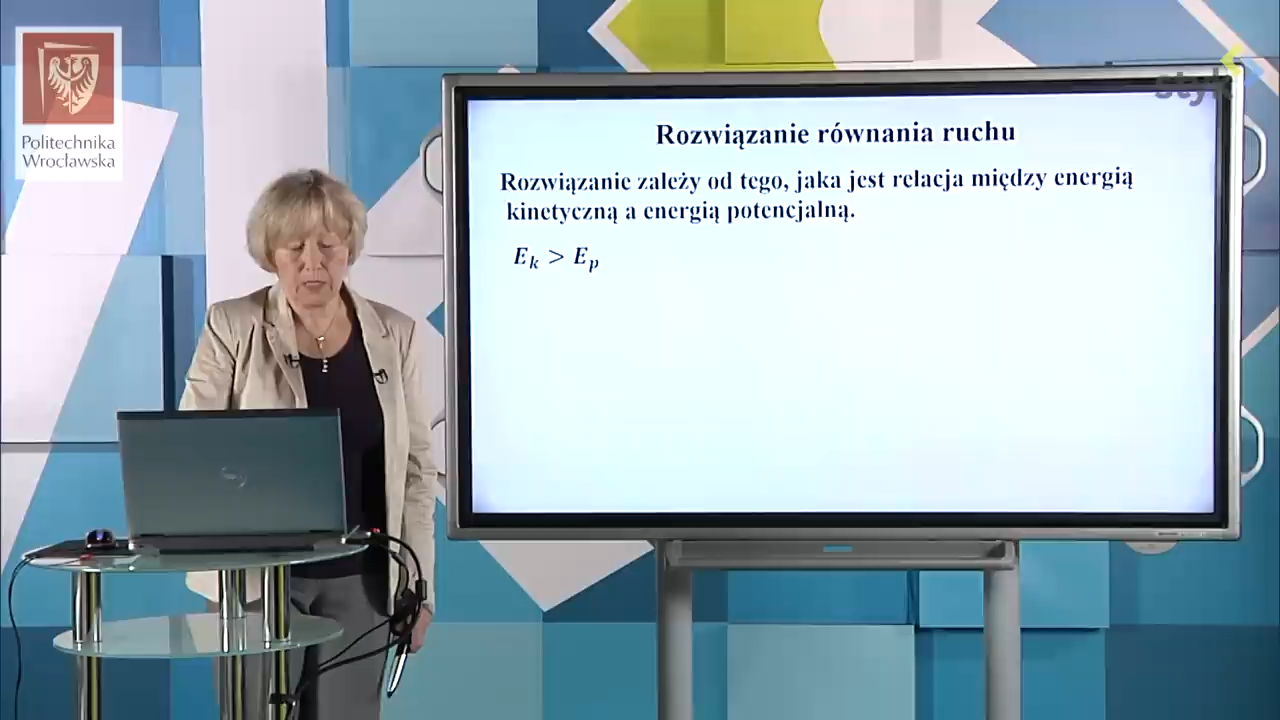 Politechnika
Wrocławska
Rozwiązanie równania ruchu
Rozwiązanie zależy od tego, jaka jest relacja między energią
kinetyczną a energią potencjalną.
E_k > E_p